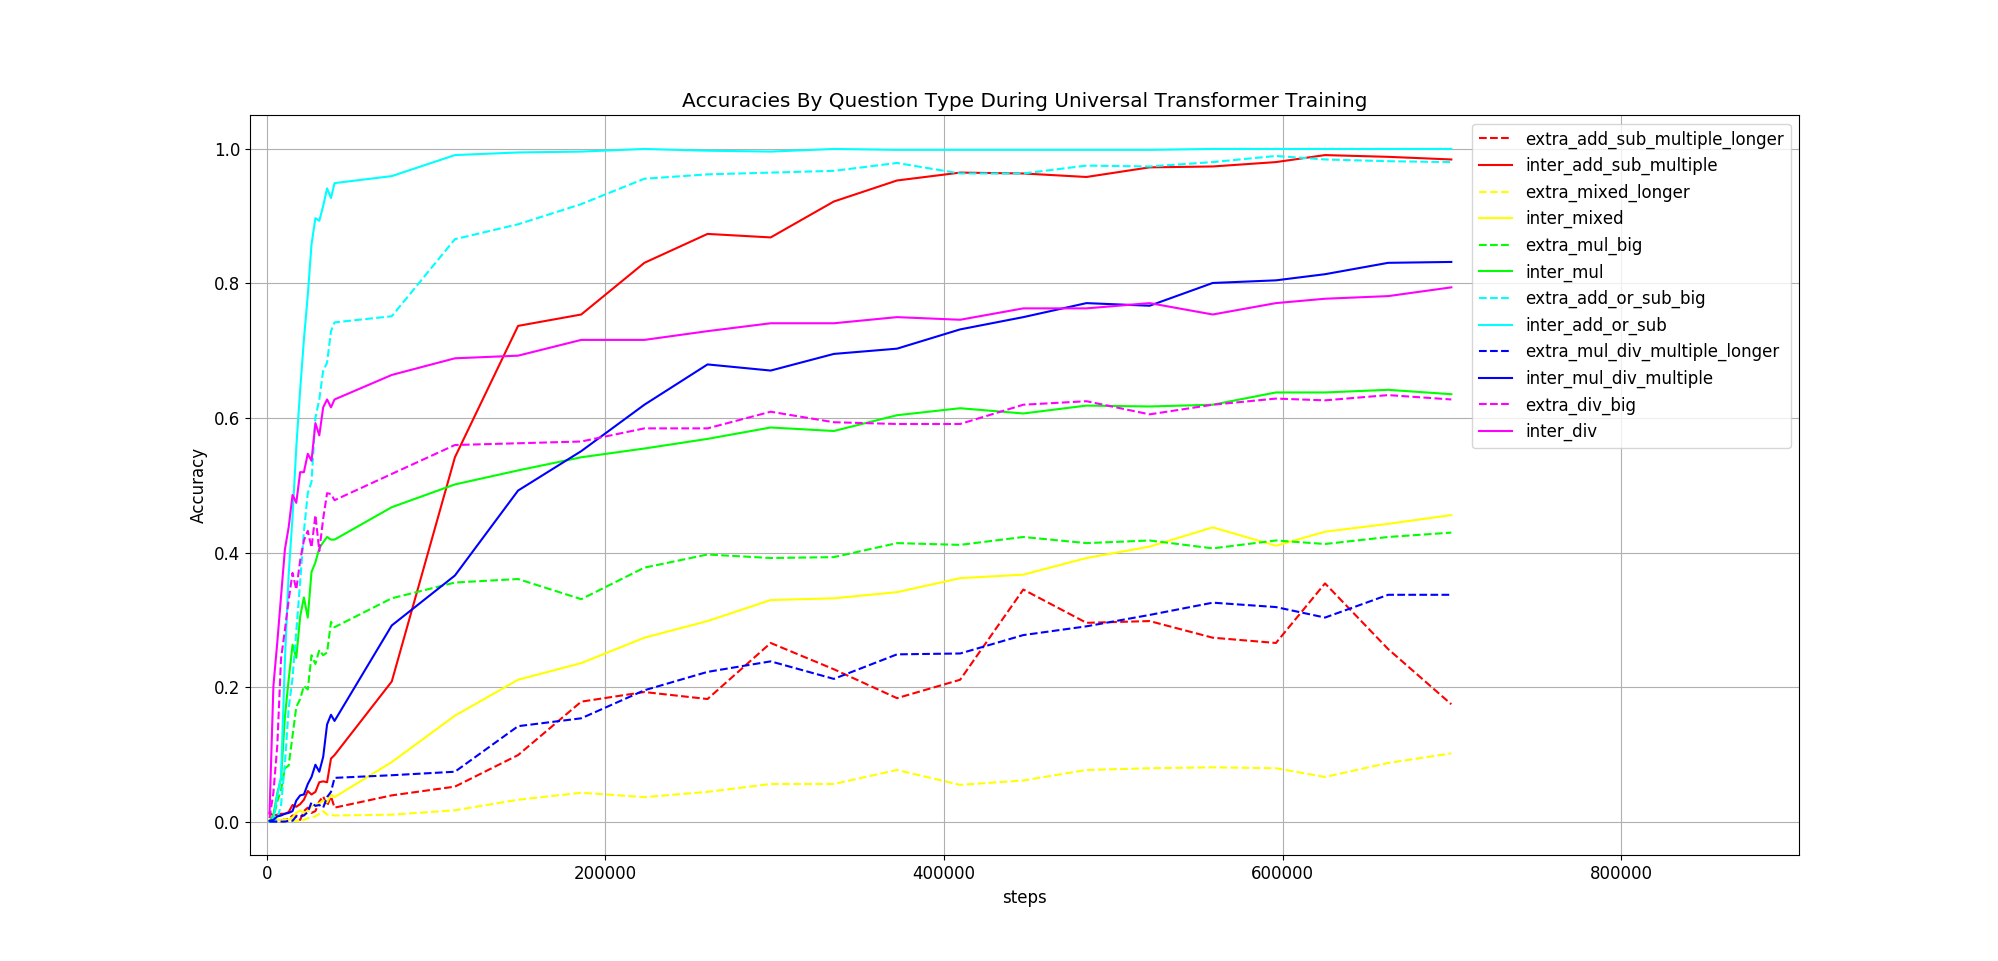 Accuracies By Question Type During Universal Transformer Training
extra_add_sub_multiple_longer
inter_add_sub_multiple
extra_mixed_longer
inter_mixed
extra_mul_big
inter_mul
extra_add_or_sub_big
inter_add_or_sub
extra_mul_div_multiple_longer
inter_mul_div_multiple
extra_div_big
inter_div
1.0
0.8
0.6
0.4
0.2
0.0
Accuracy
0 200000 400000 600000 800000
steps